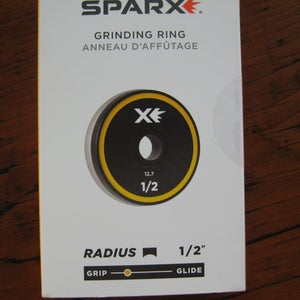 SPARX
GRINDING RING
ANNEAU D'AFFÛTAGE
X
12.7
1/2
RADIUS 1/2"
GRIP GLIDE